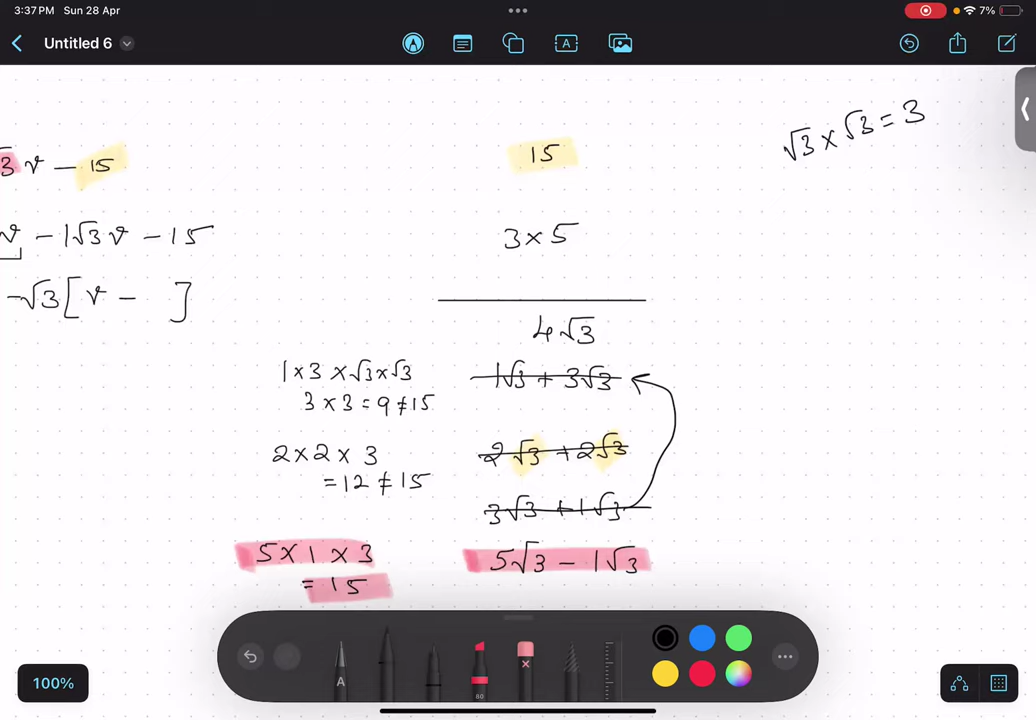 3:37PM Sun 28 Apr
7%
Untitled 6
√3 × √3 = 3
3 v − 15
15
v − 1√3 v − 15
3 × 5
−√3 [ v −   ]
4√3
1 × 3 × √3 × √3
1√3 + 3√3
3 × 3 = 9 ≠ 15
2 × 2 × 3
2√3 + 2√3
= 12 ≠ 15
3√3 + 1√3
5 × 1 × 3
5√3 − 1√3
= 15
A
80
100%